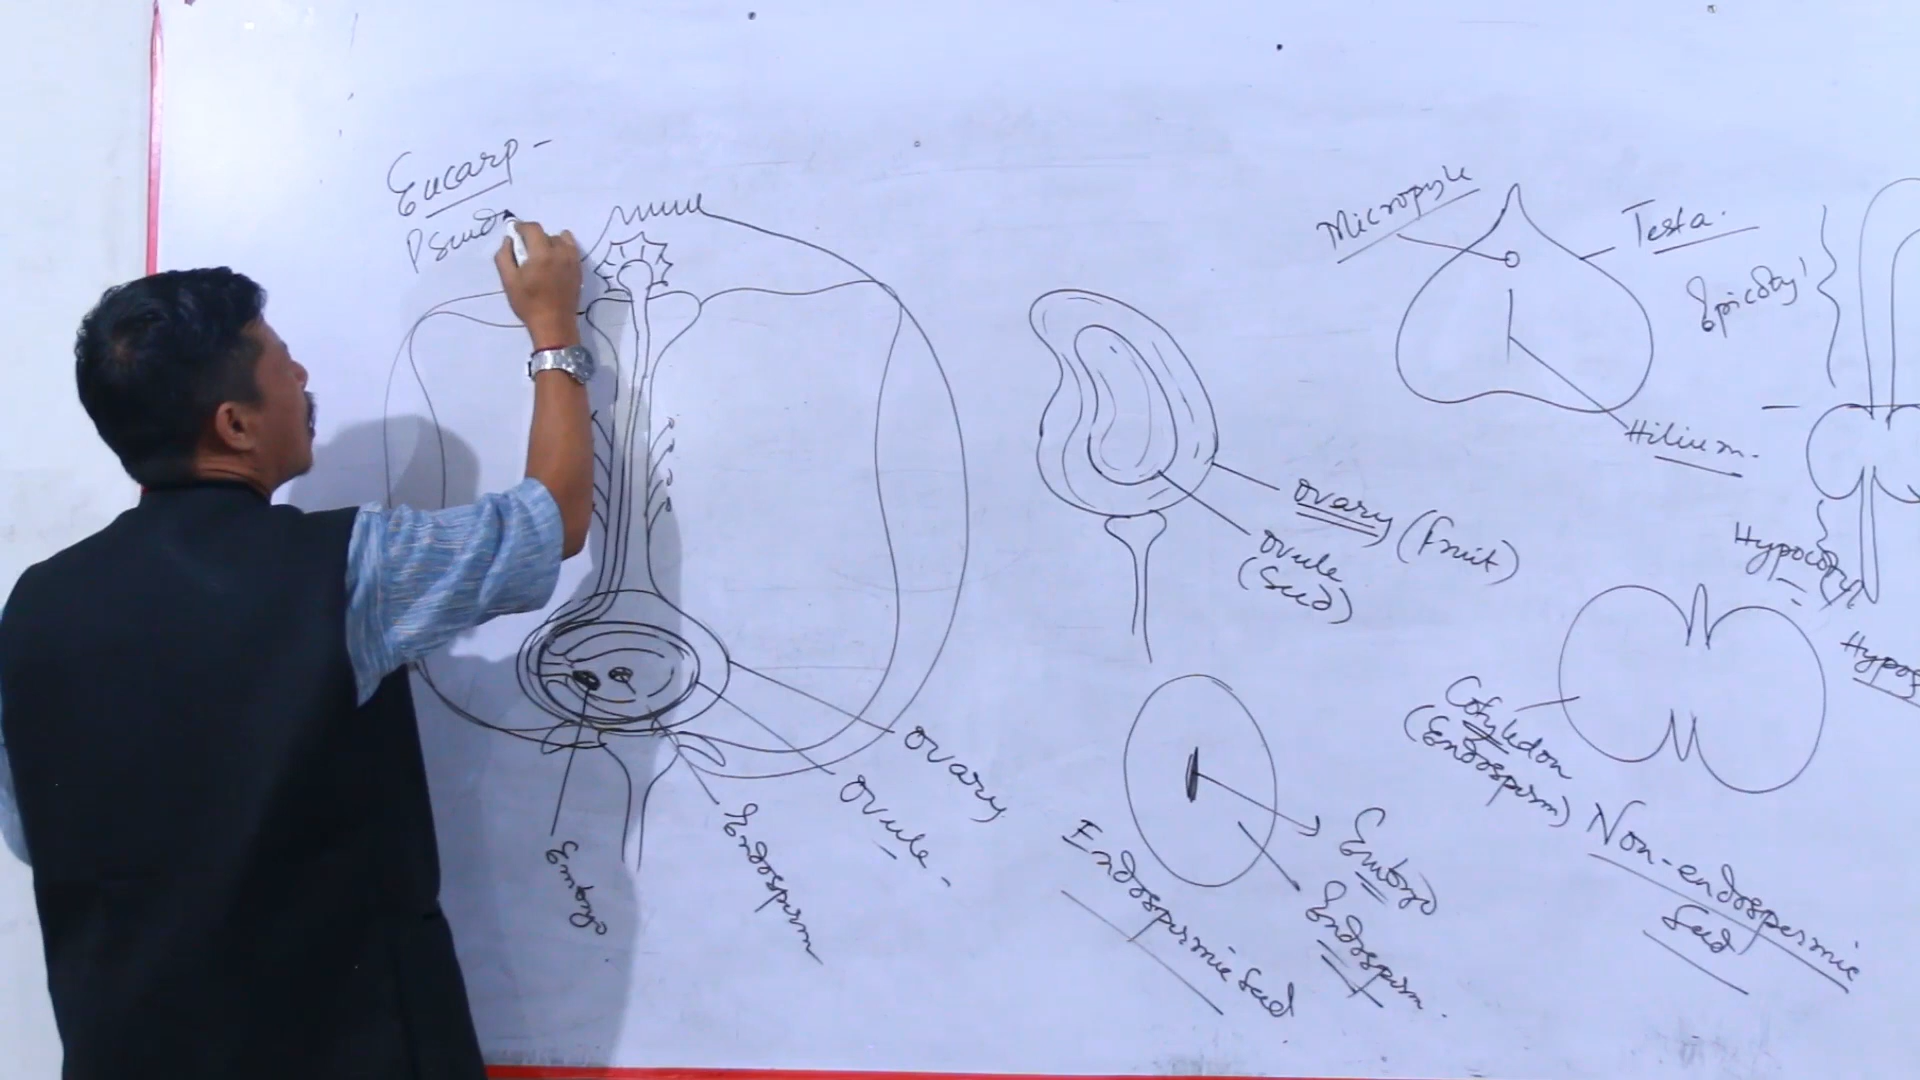 Eucarp -
Pseud
Embryo
Endosperm
Ovule -
Ovary
Ovary (Fruit)
Ovule
(Seed)
Micropyle
Testa.
Hilium.
Epicotyl
Hypocotyl
Cotyledon
(Endosperm)
Non-endospermic
Seed
Embryo
Endosperm.
Endospermic Seed